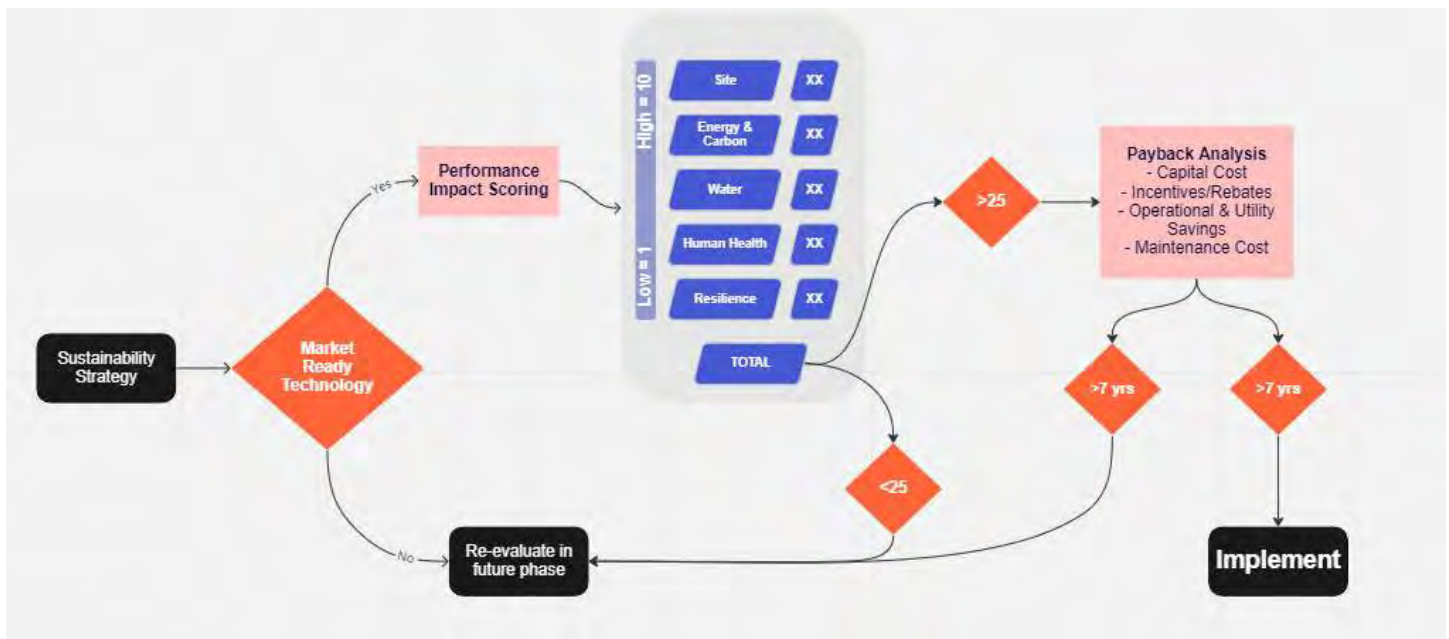 Sustainability
Strategy
Market
Ready
Technology
Yes
No
Performance
Impact Scoring
High = 10
Low = 1
Site
XX
Energy &
Carbon
XX
Water
XX
Human Health
XX
Resilience
XX
TOTAL
>25
<25
Payback Analysis
- Capital Cost
- Incentives/Rebates
- Operational & Utility
Savings
- Maintenance Cost
>7 yrs
>7 yrs
Re-evaluate in
future phase
Implement